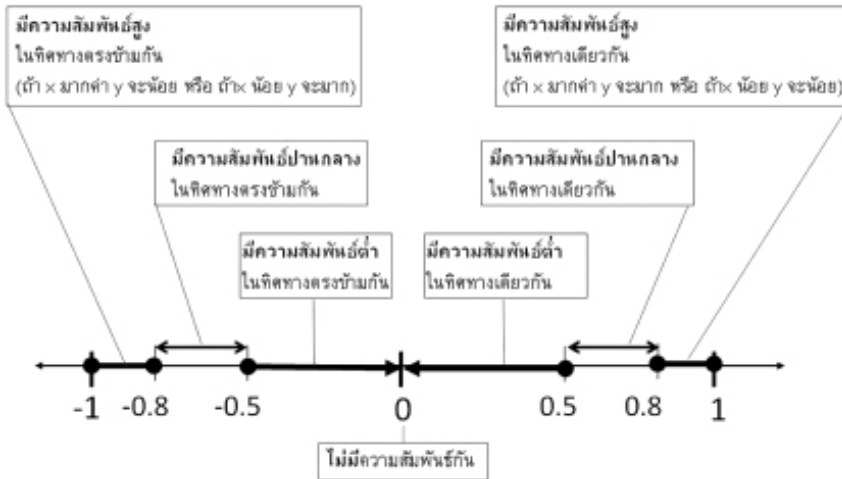 มีความสัมพันธ์สูง
ในทิศทางตรงข้ามกัน
(ถ้า x มากค่า y จะน้อย หรือ ถ้าx น้อย y จะมาก)
มีความสัมพันธ์สูง
ในทิศทางเดียวกัน
(ถ้า x มากค่า y จะมาก หรือ ถ้าx น้อย y จะน้อย)
มีความสัมพันธ์ปานกลาง
ในทิศทางตรงข้ามกัน
มีความสัมพันธ์ปานกลาง
ในทิศทางเดียวกัน
มีความสัมพันธ์ต่ำ
ในทิศทางตรงข้ามกัน
มีความสัมพันธ์ต่ำ
ในทิศทางเดียวกัน
-1 -0.8 -0.5 0 0.5 0.8 1
ไม่มีความสัมพันธ์กัน